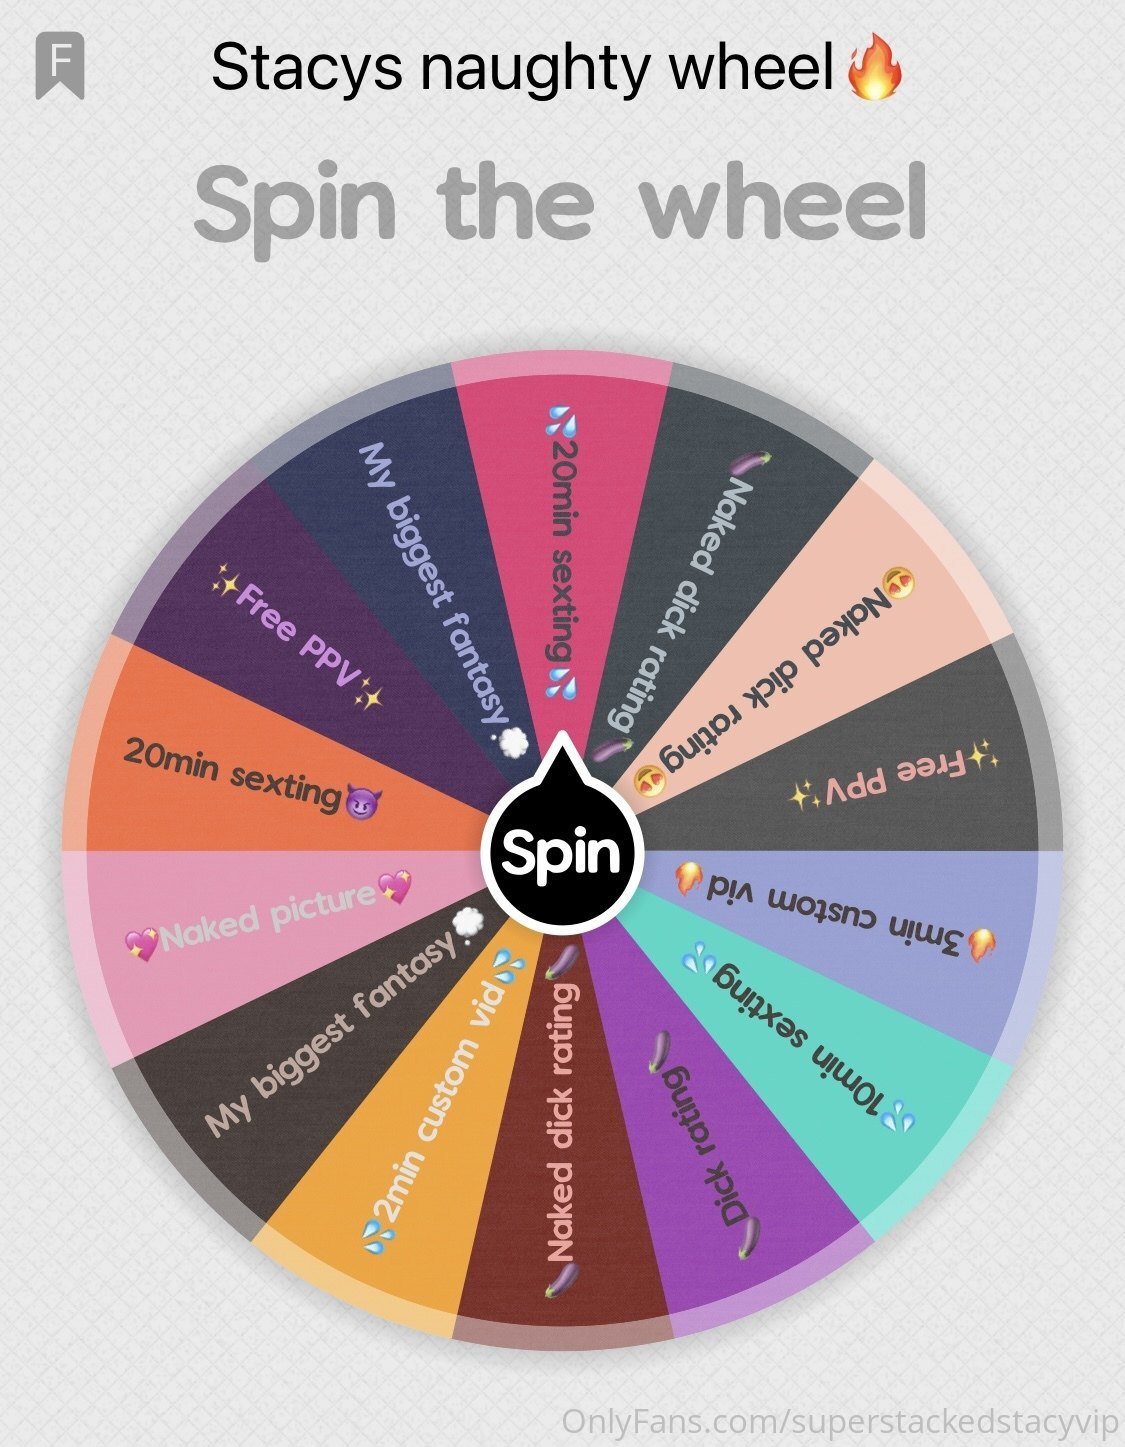 F
Stacys naughty wheel🔥
Spin the wheel
💦20min sexting💦
🍆Naked dick rating🍆
😍Naked dick rating😍
✨Free PPV✨
🔥3min custom vid🔥
💦10min sexting💦
🍆Dick rating🍆
🍆Naked dick rating🍆
💦2min custom vid💦
My biggest fantasy💭
💖Naked picture💖
20min sexting😈
✨Free PPV✨
My biggest fantasy💭
Spin
OnlyFans.com/superstackedstacyvip